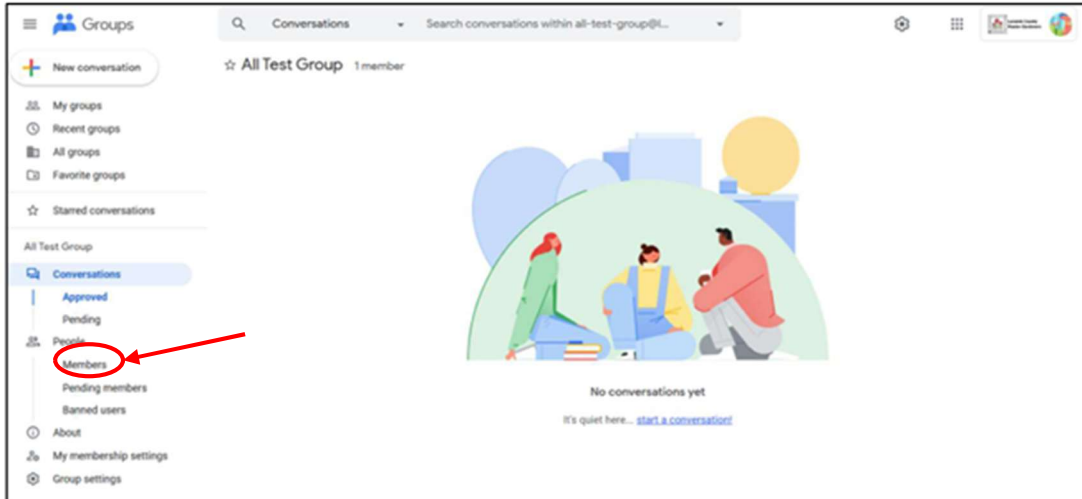 Groups
Conversations
Search conversations within all-test-group@l...
New conversation
All Test Group 1 member
My groups
Recent groups
All groups
Favorite groups
Starred conversations
All Test Group
Conversations
Approved
Pending
People
Members
Pending members
Banned users
About
My membership settings
Group settings
No conversations yet
It's quiet here... start a conversation!